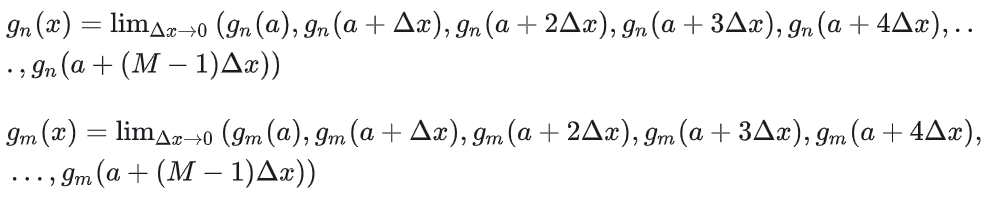 gₙ(x) = lim_{Δx→0} (gₙ(a), gₙ(a + Δx), gₙ(a + 2Δx), gₙ(a + 3Δx), gₙ(a + 4Δx), . .
. , gₙ(a + (M − 1)Δx))
gₘ(x) = lim_{Δx→0} (gₘ(a), gₘ(a + Δx), gₘ(a + 2Δx), gₘ(a + 3Δx), gₘ(a + 4Δx),
. . . , gₘ(a + (M − 1)Δx))